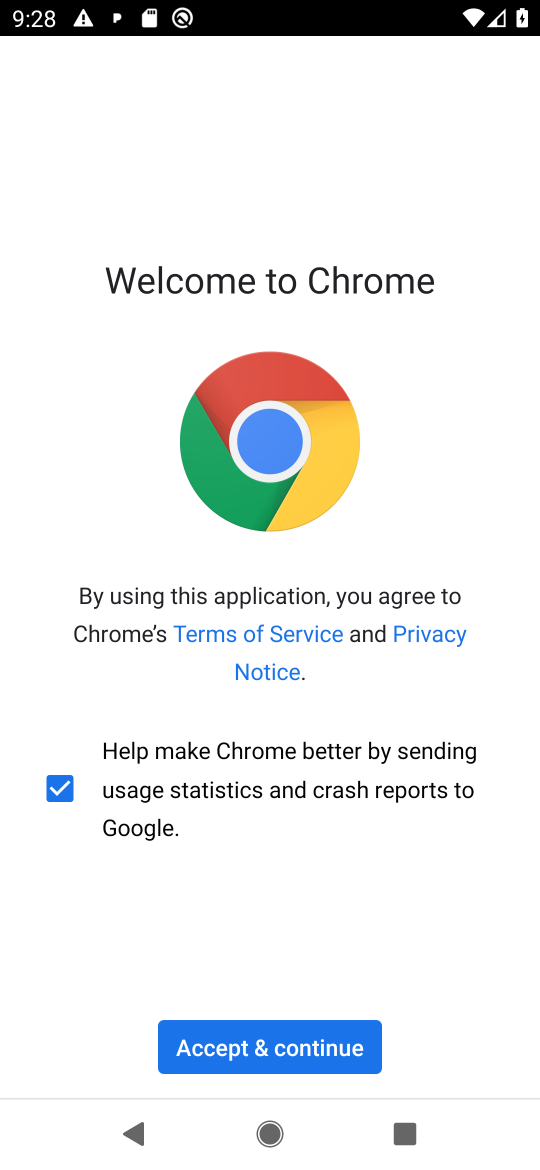 9:28
Welcome to Chrome
By using this application, you agree to
Chrome’s Terms of Service and Privacy
Notice.
Help make Chrome better by sending
usage statistics and crash reports to
Google.
Accept & continue